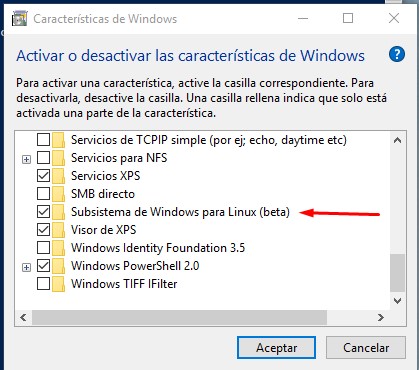 Características de Windows
Activar o desactivar las características de Windows
Para activar una característica, active la casilla correspondiente. Para
desactivarla, desactive la casilla. Una casilla rellena indica que solo está
activada una parte de la característica.
Servicios de TCPIP simple (por ej; echo, daytime etc)
Servicios para NFS
Servicios XPS
SMB directo
Subsistema de Windows para Linux (beta)
Visor de XPS
Windows Identity Foundation 3.5
Windows PowerShell 2.0
Windows TIFF IFilter
Aceptar
Cancelar